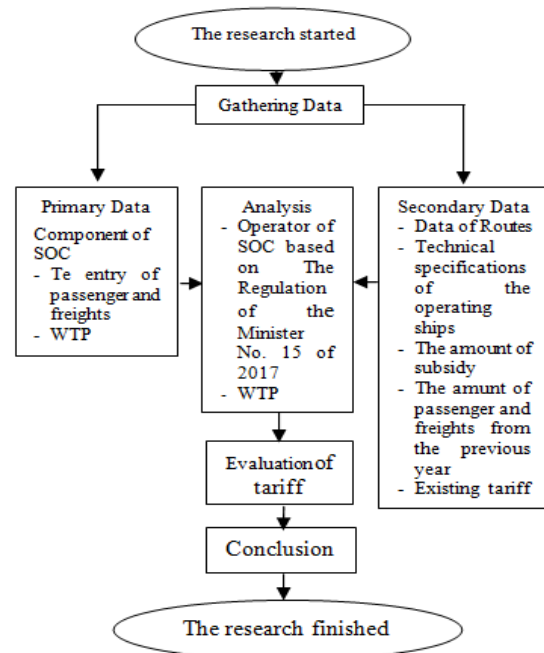 The research started
Gathering Data
Primary Data
Component of
SOC
- Te entry of
passenger and
freights
- WTP
Analysis
- Operator of
SOC based
on The
Regulation
of the
Minister
No. 15 of
2017
- WTP
Secondary Data
- Data of Routes
- Technical
specifications
of the
operating
ships
- The amount of
subsidy
- The amunt of
passenger and
freights from
the previous
year
- Existing tariff
Evaluation of
tariff
Conclusion
The research finished